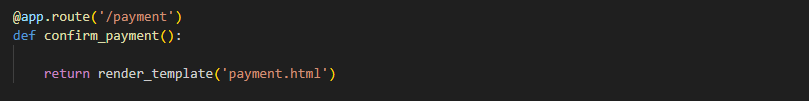 @app.route('/payment')
def confirm_payment():
    return render_template('payment.html')